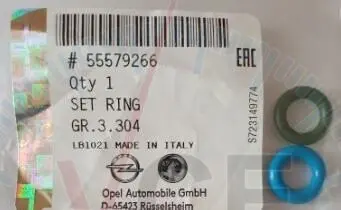 # 55579266
EAC
Qty 1
SET RING
GR.3.304
LB1021 MADE IN ITALY
S723149774
Opel Automobile GmbH
D-65423 Rüsselsheim